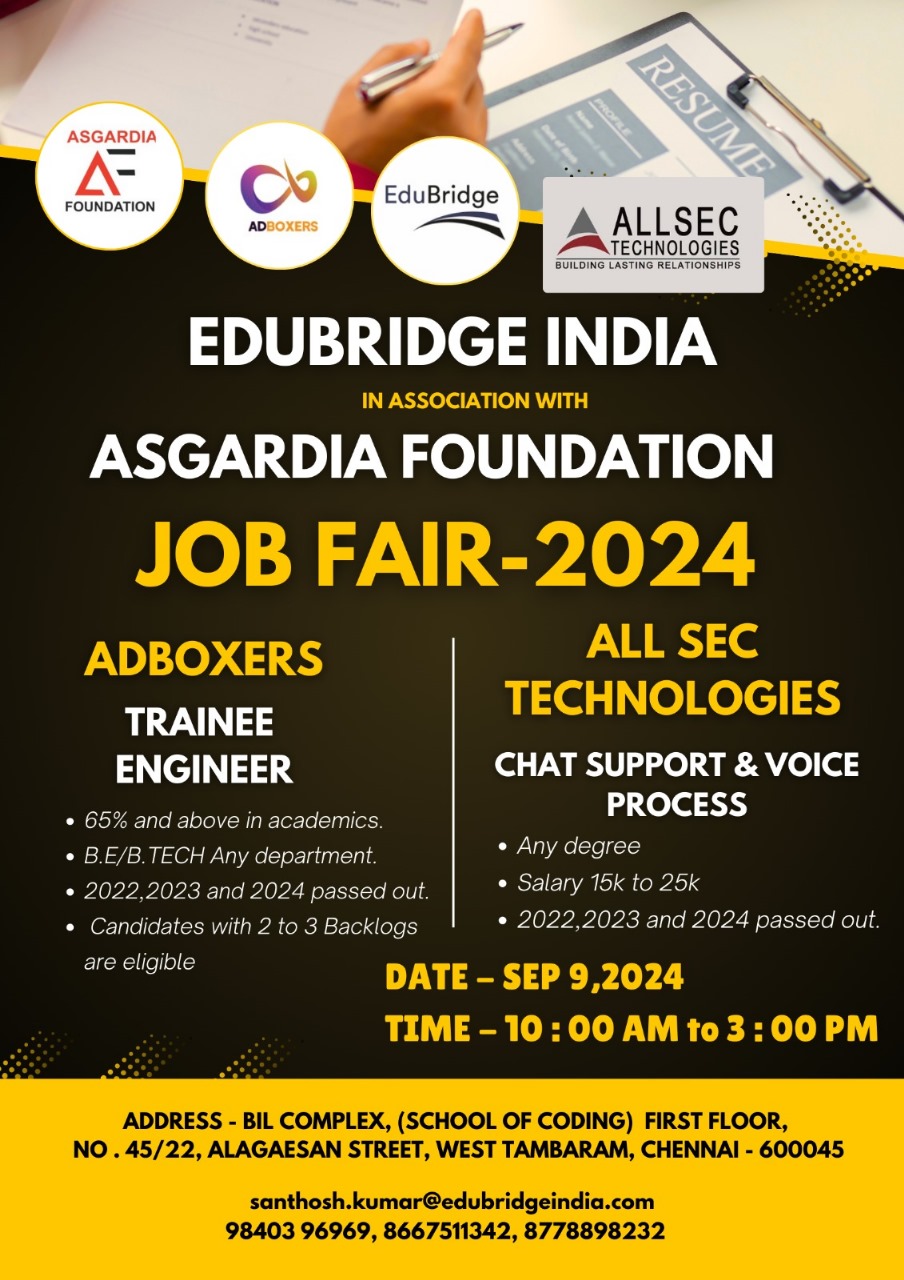 RESUME
PROFILE
Name
Address
ASGARDIA
AF
FOUNDATION
ADBOXERS
EduBridge
ALLSEC
TECHNOLOGIES
BUILDING LASTING RELATIONSHIPS
EDUBRIDGE INDIA
IN ASSOCIATION WITH
ASGARDIA FOUNDATION
JOB FAIR-2024
ADBOXERS
TRAINEE
ENGINEER
• 65% and above in academics.
• B.E/B.TECH Any department.
• 2022,2023 and 2024 passed out.
• Candidates with 2 to 3 Backlogs
are eligible
ALL SEC
TECHNOLOGIES
CHAT SUPPORT & VOICE
PROCESS
• Any degree
• Salary 15k to 25k
• 2022,2023 and 2024 passed out.
DATE – SEP 9,2024
TIME – 10 : 00 AM to 3 : 00 PM
ADDRESS - BIL COMPLEX, (SCHOOL OF CODING) FIRST FLOOR,
NO . 45/22, ALAGAESAN STREET, WEST TAMBARAM, CHENNAI - 600045
santhosh.kumar@edubridgeindia.com
98403 96969, 8667511342, 8778898232